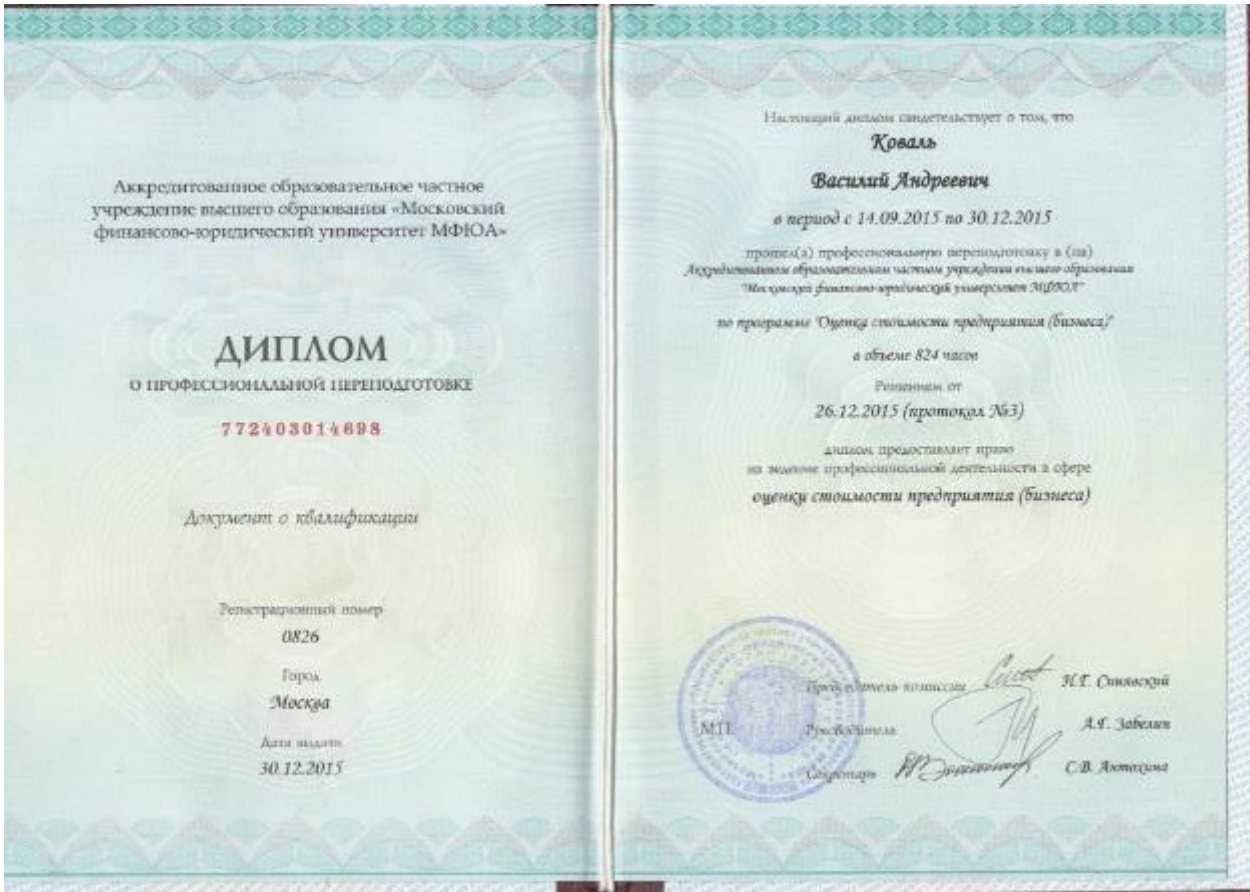 Аккредитованное образовательное частное
учреждение высшего образования «Московский
финансово-юридический университет МФЮА»
ДИПЛОМ
О ПРОФЕССИОНАЛЬНОЙ ПЕРЕПОДГОТОВКЕ
772403014698
Документ о квалификации
Регистрационный номер
0826
Город
Москва
Дата выдачи
30.12.2015
Настоящий диплом свидетельствует о том, что
Коваль
Василий Андреевич
в период с 14.09.2015 по 30.12.2015
прошел(а) профессиональную переподготовку в (на)
Аккредитованном образовательном частном учреждении высшего образования
"Московский финансово-юридический университет МФЮА"
по программе "Оценка стоимости предприятия (бизнеса)"
в объеме 824 часов
Решением от
26.12.2015 (протокол №3)
диплом предоставляет право
на ведение профессиональной деятельности в сфере
оценки стоимости предприятия (бизнеса)
Председатель комиссии Н.Г. Синявский
М.П. Руководитель А.Г. Забелин
Секретарь С.В. Антохина